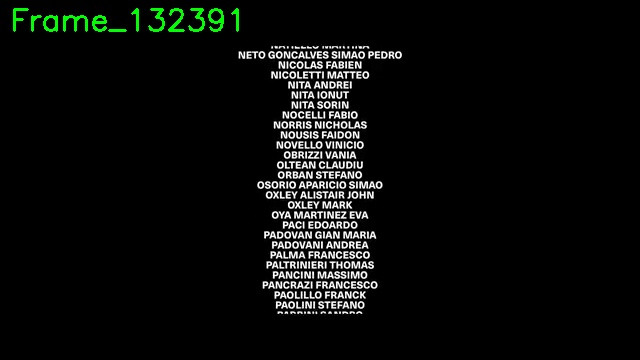 Frame_132391
NETO GONCALVES SIMAO PEDRO
NICOLAS FABIEN
NICOLETTI MATTEO
NITA ANDREI
NITA IONUT
NITA SORIN
NOCELLI FABIO
NORRIS NICHOLAS
NOUSIS FAIDON
NOVELLO VINICIO
OBRIZZI VANIA
OLTEAN CLAUDIU
ORBAN STEFANO
OSORIO APARICIO SIMAO
OXLEY ALISTAIR JOHN
OXLEY MARK
OYA MARTINEZ EVA
PACI EDOARDO
PADOVAN GIAN MARIA
PADOVANI ANDREA
PALMA FRANCESCO
PALTRINIERI THOMAS
PANCINI MASSIMO
PANCRAZI FRANCESCO
PAOLILLO FRANCK
PAOLINI STEFANO